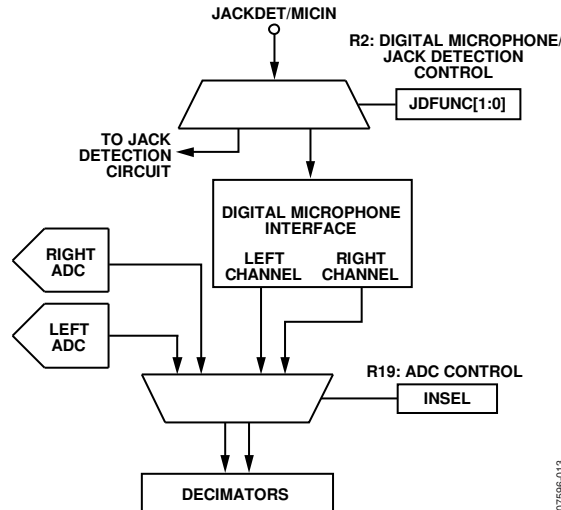 JACKDET/MICIN
R2: DIGITAL MICROPHONE/
JACK DETECTION
CONTROL
JDFUNC[1:0]
TO JACK
DETECTION
CIRCUIT
DIGITAL MICROPHONE
INTERFACE
LEFT
CHANNEL
RIGHT
CHANNEL
RIGHT
ADC
LEFT
ADC
R19: ADC CONTROL
INSEL
DECIMATORS
07596-013